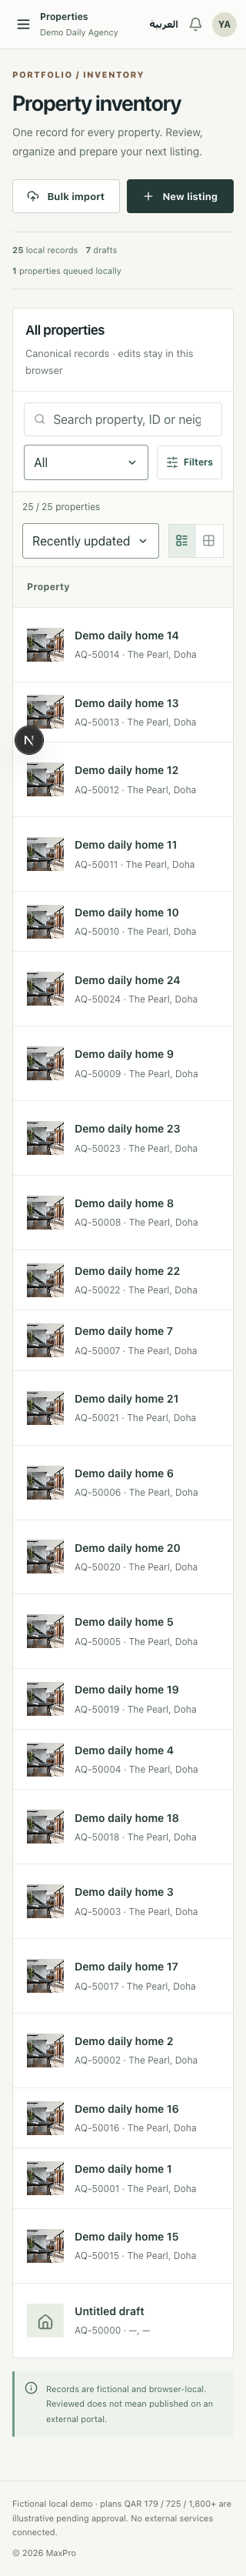 Properties
Demo Daily Agency
العربية
YA
PORTFOLIO / INVENTORY
Property inventory
One record for every property. Review,
organize and prepare your next listing.
Bulk import
New listing
25 local records 7 drafts
1 properties queued locally
All properties
Canonical records · edits stay in this
browser
Search property, ID or neig
All
Filters
25 / 25 properties
Recently updated
Property
Demo daily home 14
AQ-50014 · The Pearl, Doha
Demo daily home 13
AQ-50013 · The Pearl, Doha
N
Demo daily home 12
AQ-50012 · The Pearl, Doha
Demo daily home 11
AQ-50011 · The Pearl, Doha
Demo daily home 10
AQ-50010 · The Pearl, Doha
Demo daily home 24
AQ-50024 · The Pearl, Doha
Demo daily home 9
AQ-50009 · The Pearl, Doha
Demo daily home 23
AQ-50023 · The Pearl, Doha
Demo daily home 8
AQ-50008 · The Pearl, Doha
Demo daily home 22
AQ-50022 · The Pearl, Doha
Demo daily home 7
AQ-50007 · The Pearl, Doha
Demo daily home 21
AQ-50021 · The Pearl, Doha
Demo daily home 6
AQ-50006 · The Pearl, Doha
Demo daily home 20
AQ-50020 · The Pearl, Doha
Demo daily home 5
AQ-50005 · The Pearl, Doha
Demo daily home 19
AQ-50019 · The Pearl, Doha
Demo daily home 4
AQ-50004 · The Pearl, Doha
Demo daily home 18
AQ-50018 · The Pearl, Doha
Demo daily home 3
AQ-50003 · The Pearl, Doha
Demo daily home 17
AQ-50017 · The Pearl, Doha
Demo daily home 2
AQ-50002 · The Pearl, Doha
Demo daily home 16
AQ-50016 · The Pearl, Doha
Demo daily home 1
AQ-50001 · The Pearl, Doha
Demo daily home 15
AQ-50015 · The Pearl, Doha
Untitled draft
AQ-50000 · —, —
Records are fictional and browser-local.
Reviewed does not mean published on an
external portal.
Fictional local demo · plans QAR 179 / 725 / 1,800+ are
illustrative pending approval. No external services
connected.
© 2026 MaxPro